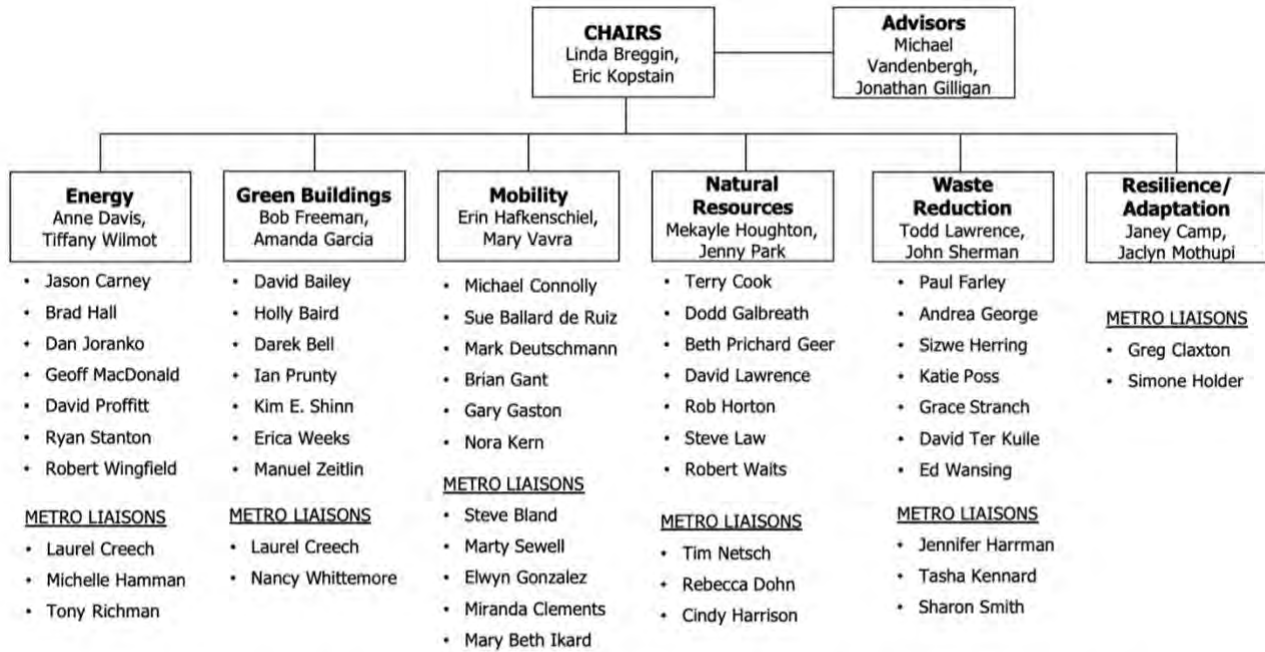 CHAIRS
Linda Breggin,
Eric Kopstain
Advisors
Michael
Vandenbergh,
Jonathan Gilligan
Energy
Anne Davis,
Tiffany Wilmot
• Jason Carney
• Brad Hall
• Dan Joranko
• Geoff MacDonald
• David Proffitt
• Ryan Stanton
• Robert Wingfield
METRO LIAISONS
• Laurel Creech
• Michelle Hamman
• Tony Richman
Green Buildings
Bob Freeman,
Amanda Garcia
• David Bailey
• Holly Baird
• Darek Bell
• Ian Prunty
• Kim E. Shinn
• Erica Weeks
• Manuel Zeitlin
METRO LIAISONS
• Laurel Creech
• Nancy Whittemore
Mobility
Erin Hafkenschiel,
Mary Vavra
• Michael Connolly
• Sue Ballard de Ruiz
• Mark Deutschmann
• Brian Gant
• Gary Gaston
• Nora Kern
METRO LIAISONS
• Steve Bland
• Marty Sewell
• Elwyn Gonzalez
• Miranda Clements
• Mary Beth Ikard
Natural
Resources
Mekayle Houghton,
Jenny Park
• Terry Cook
• Dodd Galbreath
• Beth Prichard Geer
• David Lawrence
• Rob Horton
• Steve Law
• Robert Waits
METRO LIAISONS
• Tim Netsch
• Rebecca Dohn
• Cindy Harrison
Waste
Reduction
Todd Lawrence,
John Sherman
• Paul Farley
• Andrea George
• Sizwe Herring
• Katie Poss
• Grace Stranch
• David Ter Kuile
• Ed Wansing
METRO LIAISONS
• Jennifer Harrman
• Tasha Kennard
• Sharon Smith
Resilience/
Adaptation
Janey Camp,
Jaclyn Mothupi
METRO LIAISONS
• Greg Claxton
• Simone Holder